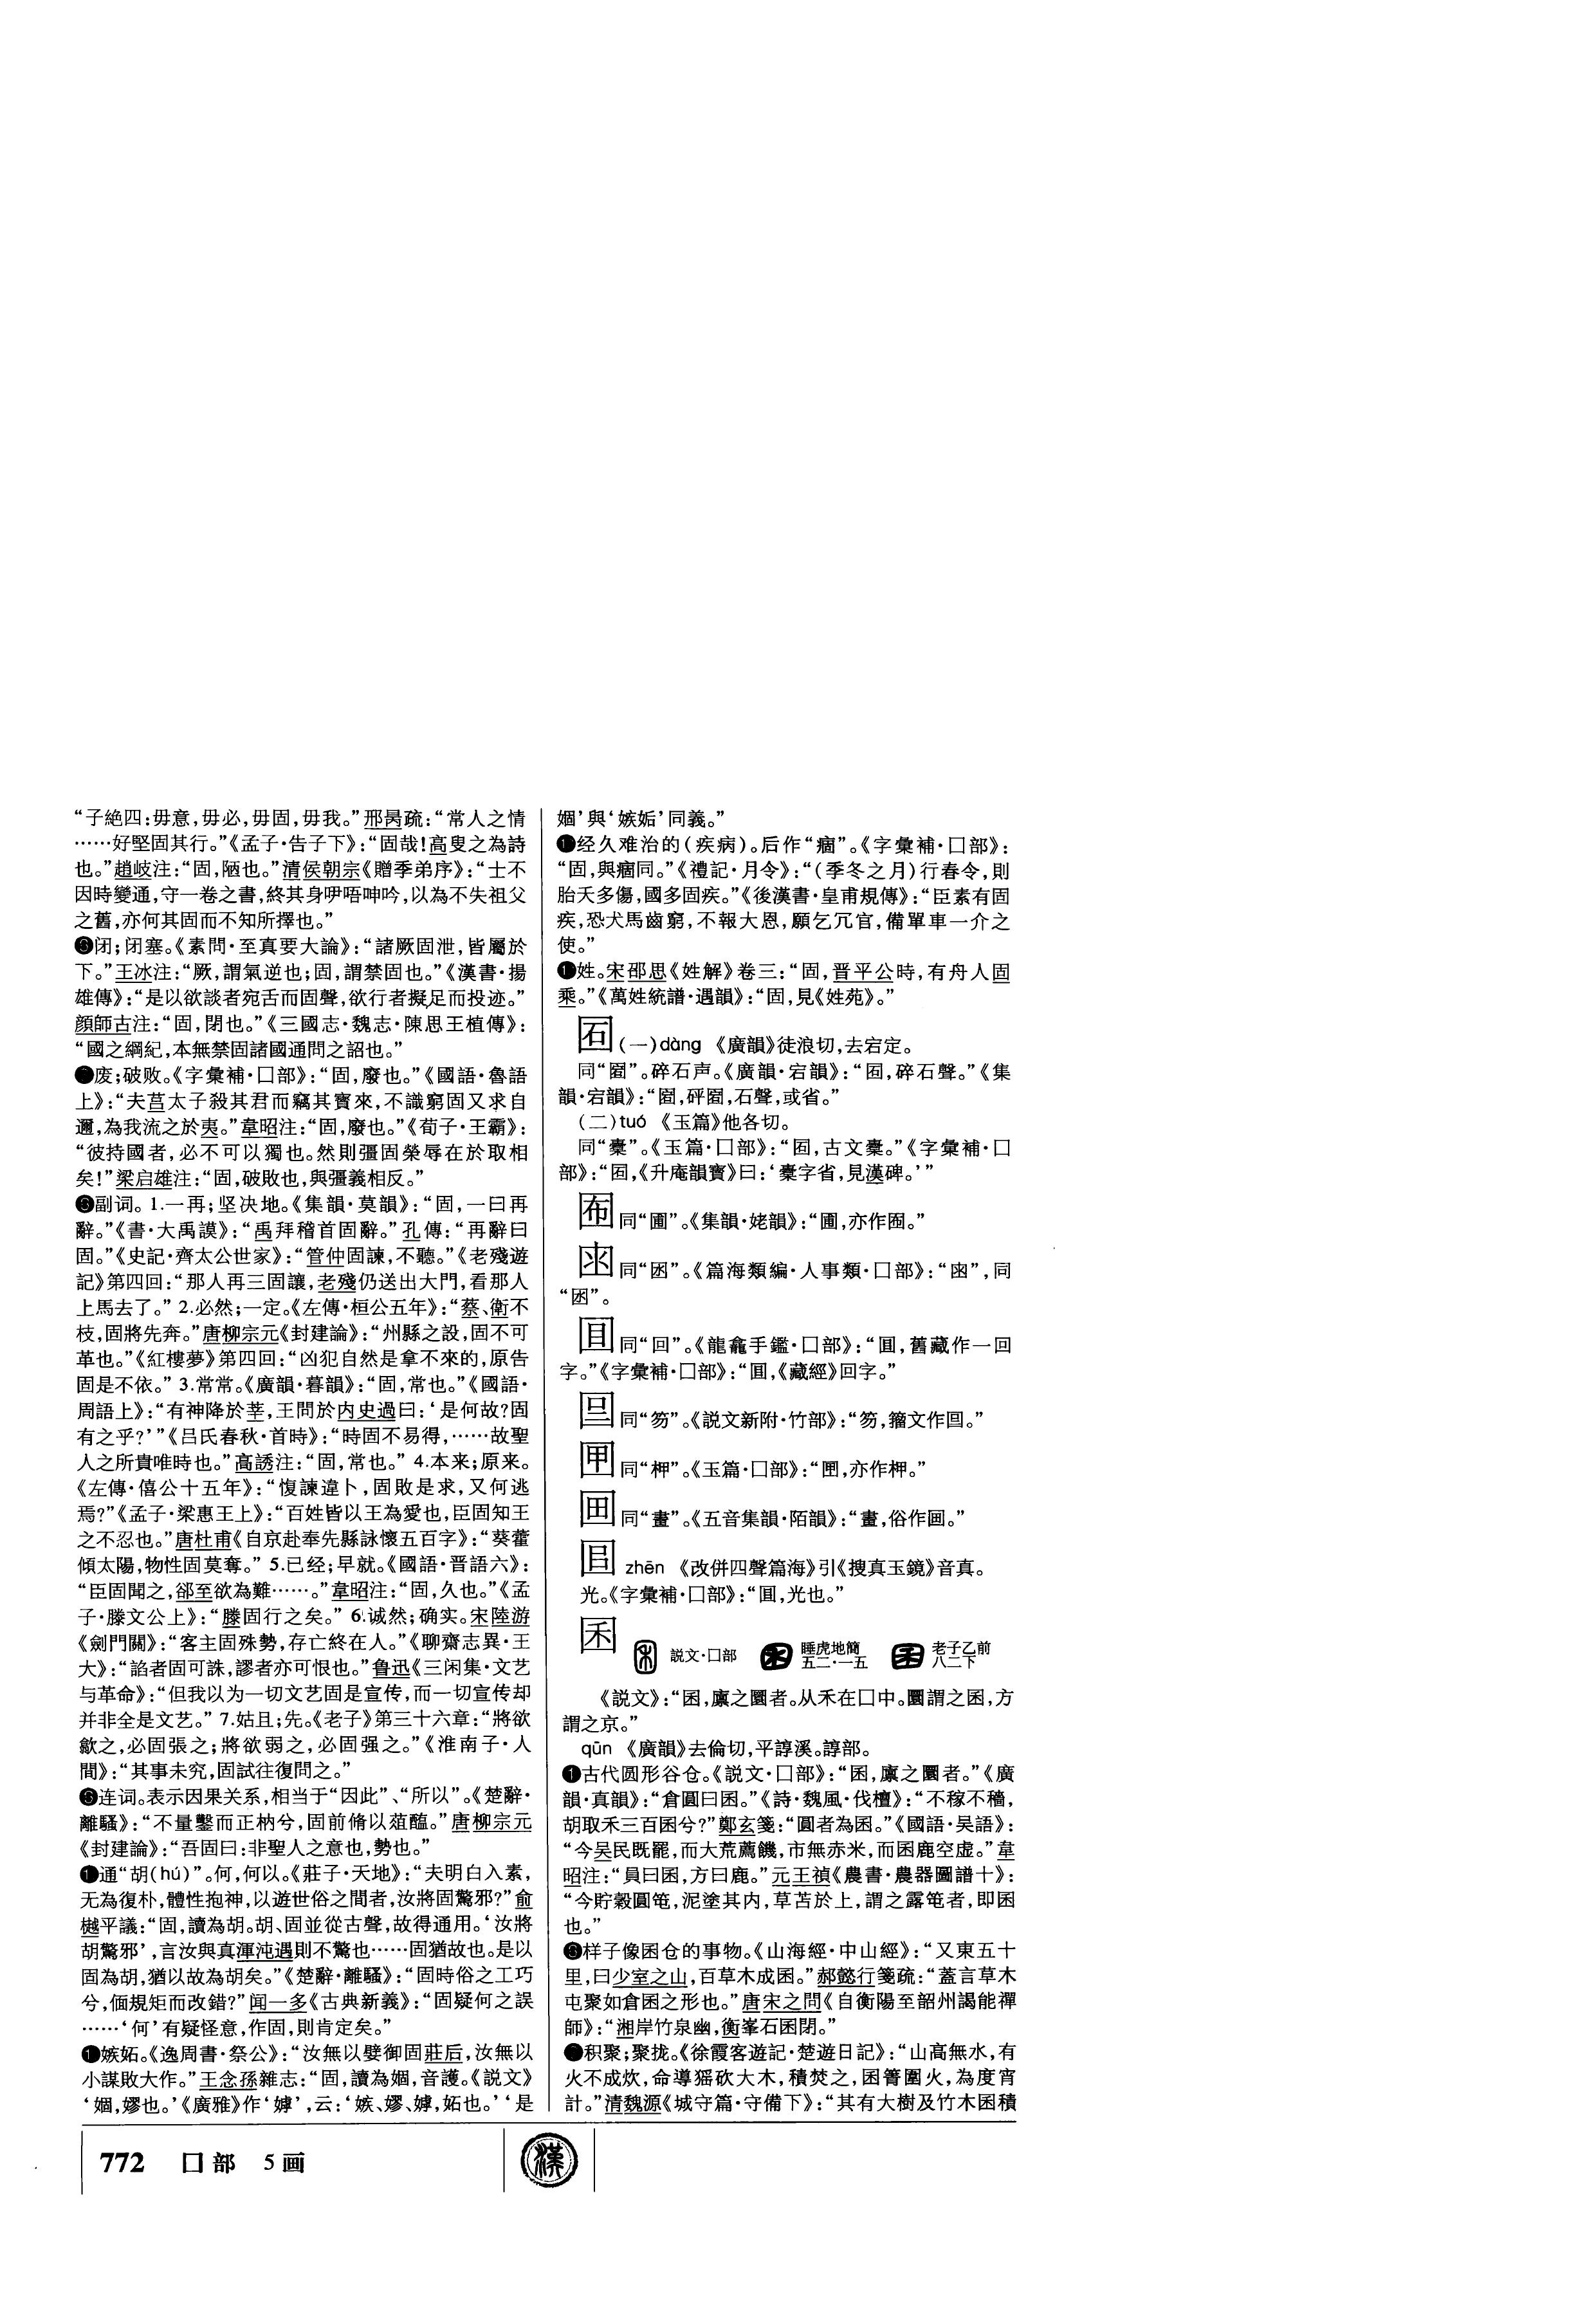 “子絶四：毋意，毋必，毋固，毋我。”邢昺疏：“常人之情
……好堅固其行。”《孟子·告子下》：“固哉！高叟之為詩
也。”趙岐注：“固，陋也。”清侯朝宗《贈季弟序》：“士不
因時變通，守一卷之書，終其身咿唔呻吟，以為不失祖父
之舊，亦何其固而不知所擇也。”
闭；闭塞。《素問·至真要大論》：“諸厥固泄，皆屬於
下。”王冰注：“厥，謂氣逆也；固，謂禁固也。”《漢書·揚
雄傳》：“是以欲談者宛舌而固聲，欲行者擬足而投迹。”
顔師古注：“固，閉也。”《三國志·魏志·陳思王植傳》：
“國之綱紀，本無禁固諸國通問之詔也。”
废；破败。《字彙補·囗部》：“固，廢也。”《國語·魯語
上》：“夫莒太子殺其君而竊其寶來，不識窮固又求自
邇，為我流之於夷。”韋昭注：“固，廢也。”《荀子·王霸》：
“彼持國者，必不可以獨也。然則彊固榮辱在於取相
矣！”梁启雄注：“固，破敗也，與彊義相反。”
副词。1.一再；坚决地。《集韻·莫韻》：“固，一曰再
辭。”《書·大禹謨》：“禹拜稽首固辭。”孔傳：“再辭曰
固。”《史記·齊太公世家》：“管仲固諫，不聽。”《老殘遊
記》第四回：“那人再三固讓，老殘仍送出大門，看那人
上馬去了。” 2.必然；一定。《左傳·桓公五年》：“蔡、衛不
枝，固將先奔。”唐柳宗元《封建論》：“州縣之設，固不可
革也。”《紅樓夢》第四回：“凶犯自然是拿不來的，原告
固是不依。” 3.常常。《廣韻·暮韻》：“固，常也。”《國語·
周語上》：“有神降於莘，王問於内史過曰：‘是何故？固
有之乎？’”《吕氏春秋·首時》：“時固不易得，……故聖
人之所貴唯時也。”高誘注：“固，常也。” 4.本来；原来。
《左傳·僖公十五年》：“愎諫違卜，固敗是求，又何逃
焉？”《孟子·梁惠王上》：“百姓皆以王為愛也，臣固知王
之不忍也。”唐杜甫《自京赴奉先縣詠懷五百字》：“葵藿
傾太陽，物性固莫奪。” 5.已经；早就。《國語·晋語六》：
“臣固聞之，郤至欲為難……。”韋昭注：“固，久也。”《孟
子·滕文公上》：“滕固行之矣。” 6.诚然；确实。宋陸游
《劍門關》：“客主固殊勢，存亡終在人。”《聊齋志異·王
大》：“諂者固可誅，謬者亦可恨也。”鲁迅《三闲集·文艺
与革命》：“但我以为一切文艺固是宣传，而一切宣传却
并非全是文艺。” 7.姑且；先。《老子》第三十六章：“將欲
歙之，必固張之；將欲弱之，必固强之。”《淮南子·人
間》：“其事未究，固試往復問之。”
连词。表示因果关系，相当于“因此”、“所以”。《楚辭·
離騷》：“不量鑿而正枘兮，固前脩以菹醢。”唐柳宗元
《封建論》：“吾固曰：非聖人之意也，勢也。”
❶通“胡（hú）”。何，何以。《莊子·天地》：“夫明白入素，
无為復朴，體性抱神，以遊世俗之間者，汝將固驚邪？”俞
樾平議：“固，讀為胡。胡、固並從古聲，故得通用。‘汝將
胡驚邪’，言汝與真渾沌遇則不驚也……固猶故也。是以
固為胡，猶以故為胡矣。”《楚辭·離騷》：“固時俗之工巧
兮，偭規矩而改錯？”闻一多《古典新義》：“固疑何之誤
……‘何’有疑怪意，作固，則肯定矣。”
❶嫉妬。《逸周書·祭公》：“汝無以嬖御固莊后，汝無以
小謀敗大作。”王念孫雜志：“固，讀為婟，音護。《説文》
‘婟，嫪也。’《廣雅》作‘嫭’，云：‘嫉、嫪、嫭，妬也。’‘是
婟’與‘嫉妬’同義。”
❶经久难治的（疾病）。后作“痼”。《字彙補·囗部》：
“固，與痼同。”《禮記·月令》：“（季冬之月）行春令，則
胎夭多傷，國多固疾。”《後漢書·皇甫規傳》：“臣素有固
疾，恐犬馬齒窮，不報大恩，願乞冗官，備單車一介之
使。”
❶姓。宋邵思《姓解》卷三：“固，晋平公時，有舟人固
乘。”《萬姓統譜·遇韻》：“固，見《姓苑》。”
㘶（一）dàng 《廣韻》徒浪切，去宕定。
同“㘺”。碎石声。《廣韻·宕韻》：“㘶，碎石聲。”《集
韻·宕韻》：“㘺，砰㘺，石聲，或省。”
（二）tuó 《玉篇》他各切。
同“橐”。《玉篇·囗部》：“㘶，古文橐。”《字彙補·囗
部》：“㘶，《升庵韻寳》曰：‘橐字省，見漢碑。’”
同“圃”。《集韻·姥韻》：“圃，亦作𡇈。”
同“困”。《篇海類編·人事類·囗部》：“”，同
“困”。
同“回”。《龍龕手鑑·囗部》：“，舊藏作一回
字。”《字彙補·囗部》：“，《藏經》回字。”
同“笏”。《説文新附·竹部》：“笏，籀文作。”
同“柙”。《玉篇·囗部》：“，亦作柙。”
同“畫”。《五音集韻·陌韻》：“畫，俗作。”
zhēn 《改併四聲篇海》引《搜真玉鏡》音真。
光。《字彙補·囗部》：“，光也。”
囷 説文·囗部 睡虎地簡五二·一五 老子乙前八二下
《説文》：“囷，廪之圜者。从禾在囗中。圜謂之囷，方
謂之京。”
qūn 《廣韻》去倫切，平諄溪。諄部。
❶古代圆形谷仓。《説文·囗部》：“囷，廪之圜者。”《廣
韻·真韻》：“倉圓曰囷。”《詩·魏風·伐檀》：“不稼不穡，
胡取禾三百囷兮？”鄭玄箋：“圓者為囷。”《國語·吴語》：
“今吴民既罷，而大荒薦饑，市無赤米，而囷鹿空虚。”韋
昭注：“員曰囷，方曰鹿。”元王禎《農書·農器圖譜十》：
“今貯穀圓笔，泥塗其内，草苫於上，謂之露笔者，即囷
也。”
样子像囷仓的事物。《山海經·中山經》：“又東五十
里，曰少室之山，百草木成囷。”郝懿行箋疏：“蓋言草木
屯聚如倉囷之形也。”唐宋之問《自衡陽至韶州謁能禪
師》：“湘岸竹泉幽，衡峯石囷閉。”
积聚；聚拢。《徐霞客遊記·楚遊日記》：“山高無水，有
火不成炊，命導猺砍大木，積焚之，囷箐圍火，為度宵
計。”清魏源《城守篇·守備下》：“其有大樹及竹木囷積
772 囗部 5画
漢